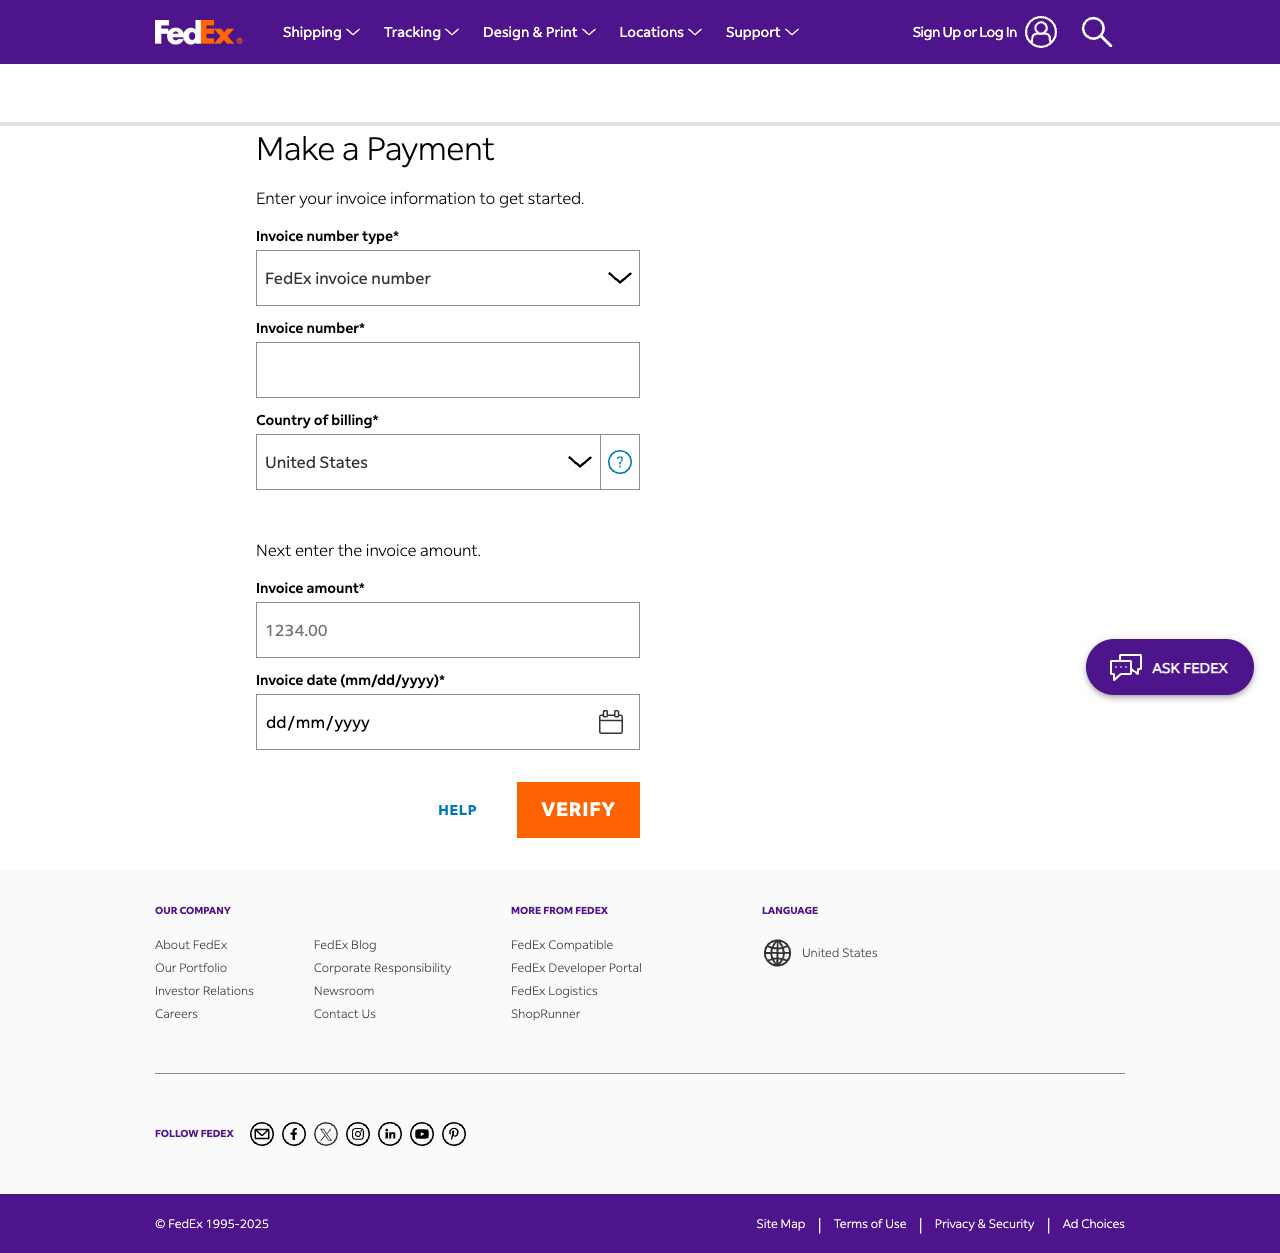 FedEx® Shipping Tracking Design & Print Locations Support Sign Up or Log In
Make a Payment
Enter your invoice information to get started.
Invoice number type*
FedEx invoice number
Invoice number*
Country of billing*
United States ?
Next enter the invoice amount.
Invoice amount*
1234.00
ASK FEDEX
Invoice date (mm/dd/yyyy)*
dd/mm/yyyy
HELP VERIFY
OUR COMPANY MORE FROM FEDEX LANGUAGE
About FedEx FedEx Blog FedEx Compatible United States
Our Portfolio Corporate Responsibility FedEx Developer Portal
Investor Relations Newsroom FedEx Logistics
Careers Contact Us ShopRunner
FOLLOW FEDEX
© FedEx 1995-2025 Site Map | Terms of Use | Privacy & Security | Ad Choices